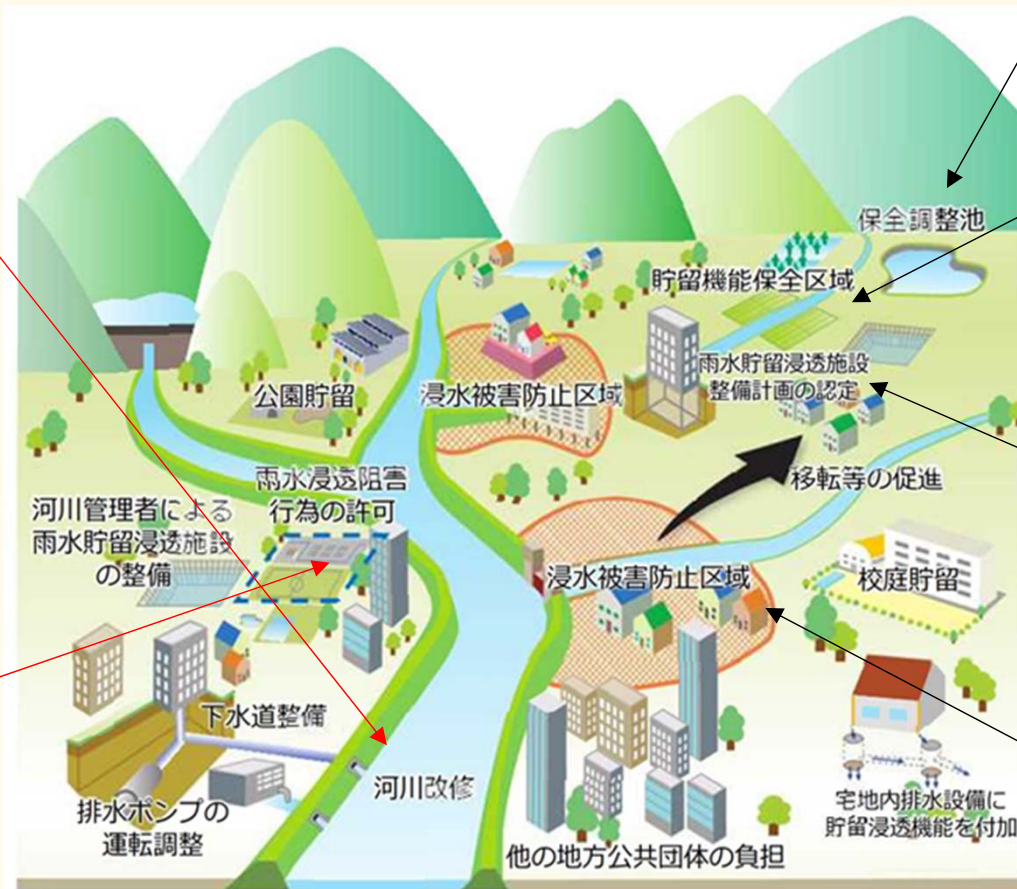 保全調整池
貯留機能保全区域
雨水貯留浸透施設
整備計画の認定
公園貯留
浸水被害防止区域
移転等の促進
雨水浸透阻害
行為の許可
河川管理者による
雨水貯留浸透施設
の整備
浸水被害防止区域
校庭貯留
下水道整備
河川改修
排水ポンプの
運転調整
宅地内排水設備に
貯留浸透機能を付加
他の地方公共団体の負担